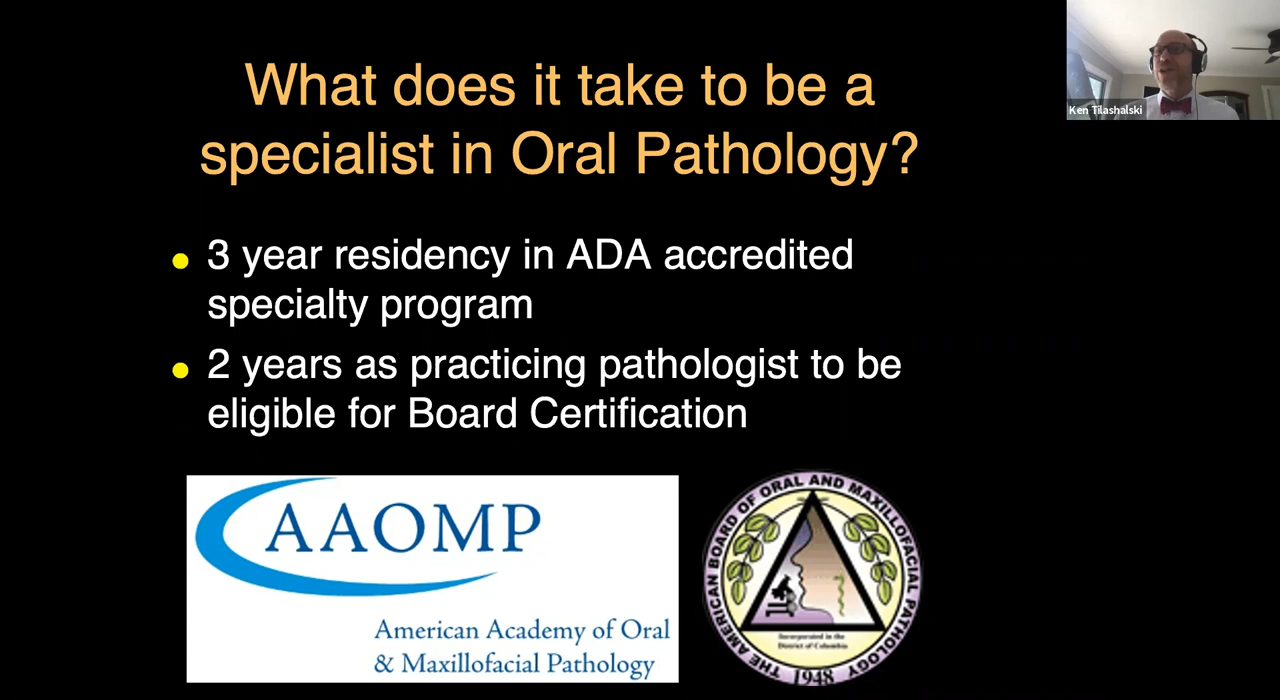 What does it take to be a
specialist in Oral Pathology?
Ken Tilashalski
3 year residency in ADA accredited
specialty program
2 years as practicing pathologist to be
eligible for Board Certification
AAOMP
American Academy of Oral
& Maxillofacial Pathology
THE AMERICAN BOARD OF ORAL AND MAXILLOFACIAL PATHOLOGY
Incorporated in the
District of Columbia
1948